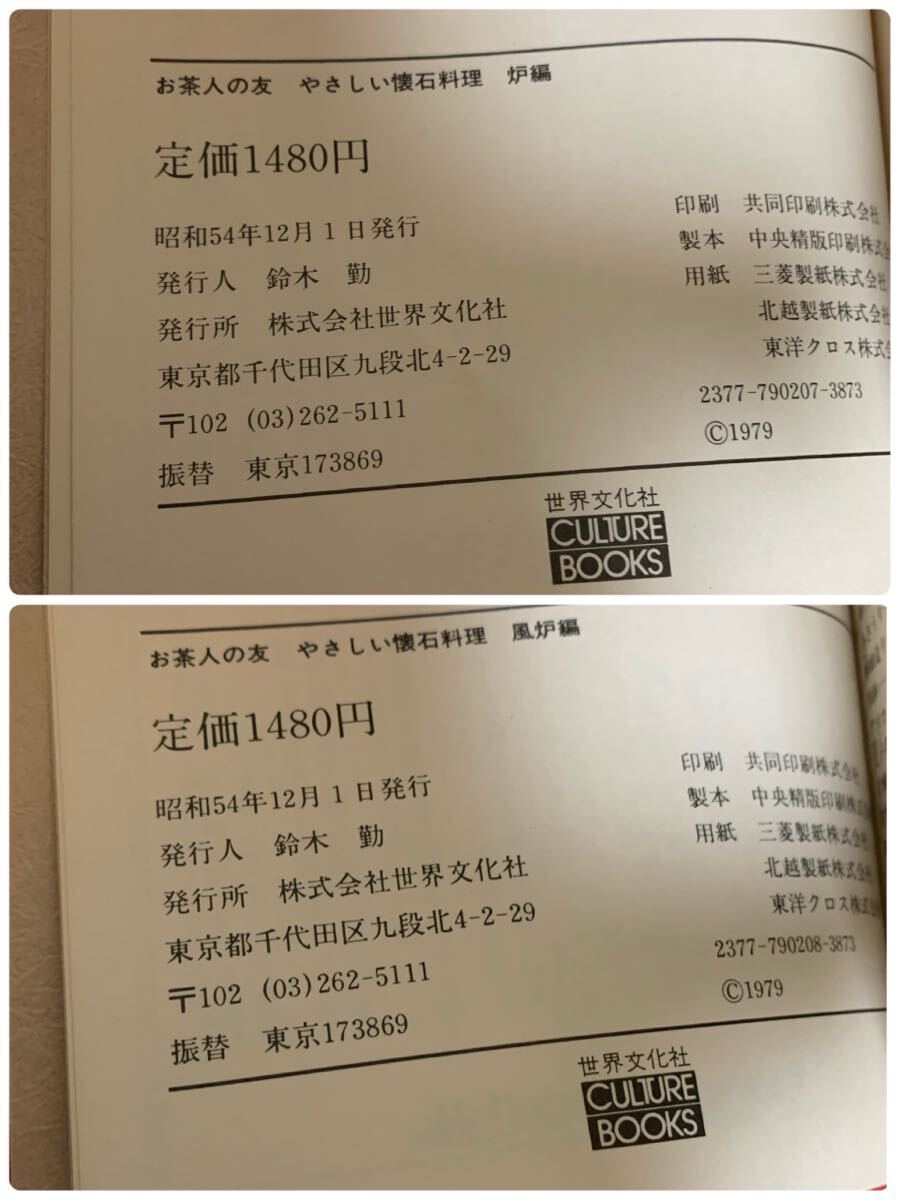 お茶人の友 やさしい懐石料理 炉編
定価1480円
昭和54年12月1日発行
発行人 鈴木 勤
発行所 株式会社世界文化社
東京都千代田区九段北4-2-29
〒102 (03)262-5111
振替 東京173869
印刷 共同印刷株式会社
製本 中央精版印刷株式会
用紙 三菱製紙株式会社
北越製紙株式会社
東洋クロス株式会
2377-790207-3873
©1979
世界文化社
CULTURE
BOOKS
お茶人の友 やさしい懐石料理 風炉編
定価1480円
昭和54年12月1日発行
発行人 鈴木 勤
発行所 株式会社世界文化社
東京都千代田区九段北4-2-29
〒102 (03)262-5111
振替 東京173869
印刷 共同印刷株式会社
製本 中央精版印刷株式
用紙 三菱製紙株式会社
北越製紙株式会社
東洋クロス株式会
2377-790208-3873
©1979
世界文化社
CULTURE
BOOKS